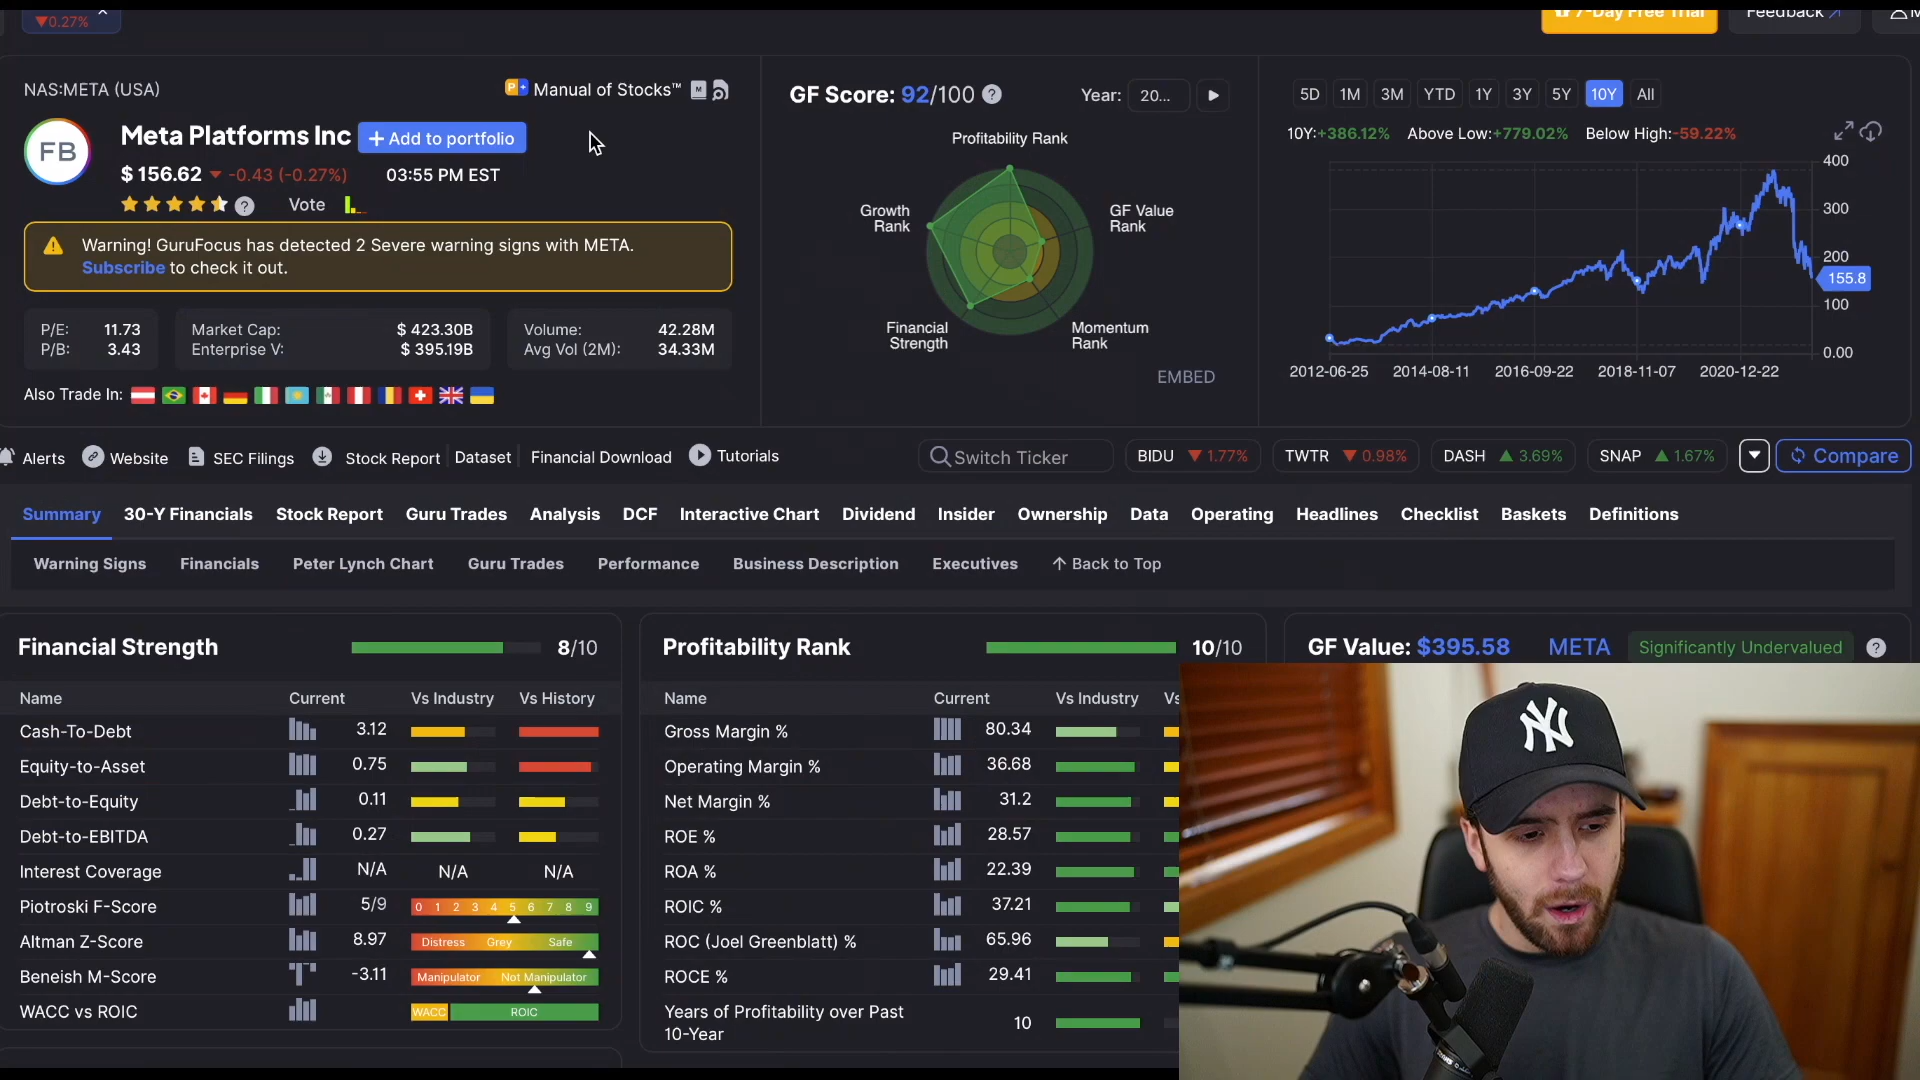 ▼0.27%
7-Day Free Trial
Feedback
NAS:META (USA)
Manual of Stocks™
FB
Meta Platforms Inc
+ Add to portfolio
$ 156.62 ▼ -0.43 (-0.27%)
03:55 PM EST
Vote
Warning! GuruFocus has detected 2 Severe warning signs with META.
Subscribe to check it out.
P/E: 11.73
P/B: 3.43
Market Cap: $ 423.30B
Enterprise V: $ 395.19B
Volume: 42.28M
Avg Vol (2M): 34.33M
Also Trade In:
GF Score: 92/100
Year: 20...
Profitability Rank
Growth Rank
GF Value Rank
Financial Strength
Momentum Rank
EMBED
5D 1M 3M YTD 1Y 3Y 5Y 10Y All
10Y:+386.12% Above Low:+779.02% Below High:-59.22%
400
300
200
155.8
100
0.00
2012-06-25 2014-08-11 2016-09-22 2018-11-07 2020-12-22
Alerts Website SEC Filings Stock Report Dataset Financial Download Tutorials
Switch Ticker
BIDU ▼ 1.77%
TWTR ▼ 0.98%
DASH ▲ 3.69%
SNAP ▲ 1.67%
Compare
Summary 30-Y Financials Stock Report Guru Trades Analysis DCF Interactive Chart Dividend Insider Ownership Data Operating Headlines Checklist Baskets Definitions
Warning Signs Financials Peter Lynch Chart Guru Trades Performance Business Description Executives ↑ Back to Top
Financial Strength 8/10
Name Current Vs Industry Vs History
Cash-To-Debt 3.12
Equity-to-Asset 0.75
Debt-to-Equity 0.11
Debt-to-EBITDA 0.27
Interest Coverage N/A N/A N/A
Piotroski F-Score 5/9 0 1 2 3 4 5 6 7 8 9
Altman Z-Score 8.97 Distress Grey Safe
Beneish M-Score -3.11 Manipulator Not Manipulator
WACC vs ROIC WACC ROIC
Profitability Rank 10/10
Name Current Vs Industry Vs
Gross Margin % 80.34
Operating Margin % 36.68
Net Margin % 31.2
ROE % 28.57
ROA % 22.39
ROIC % 37.21
ROC (Joel Greenblatt) % 65.96
ROCE % 29.41
Years of Profitability over Past
10-Year 10
GF Value: $395.58 META Significantly Undervalued
NY